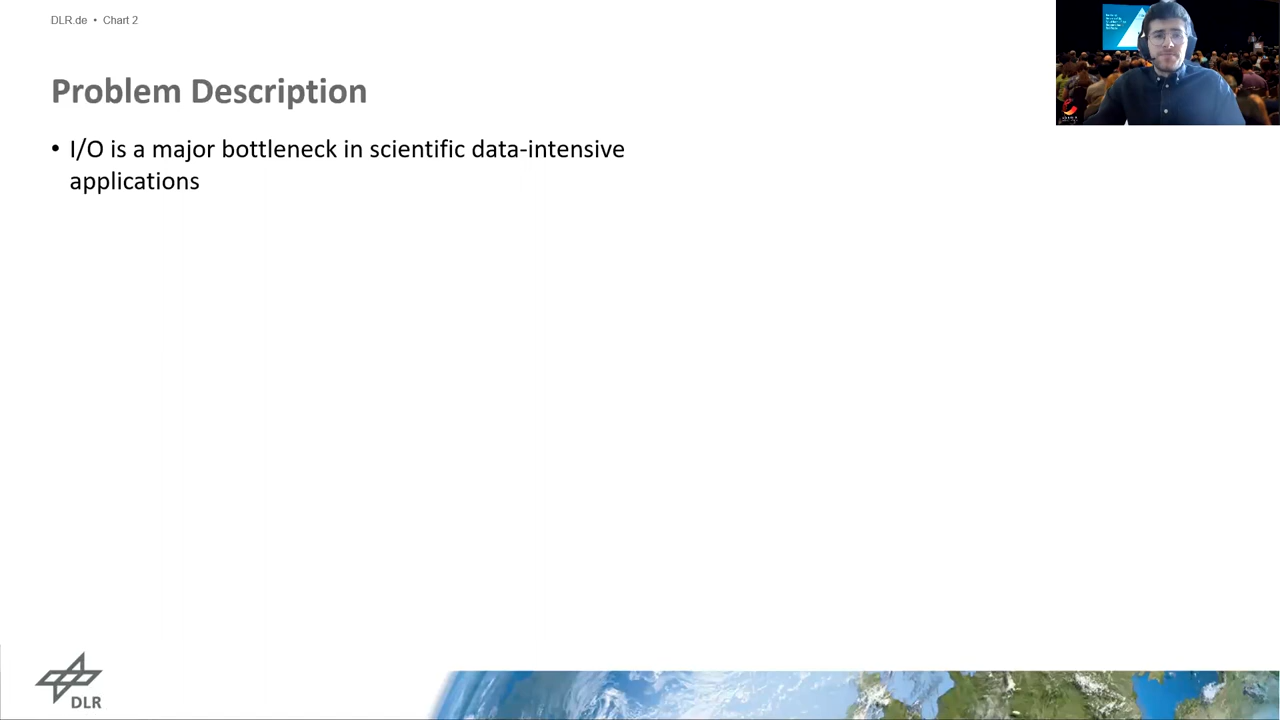 DLR.de • Chart 2
Problem Description
• I/O is a major bottleneck in scientific data-intensive
applications
DLR